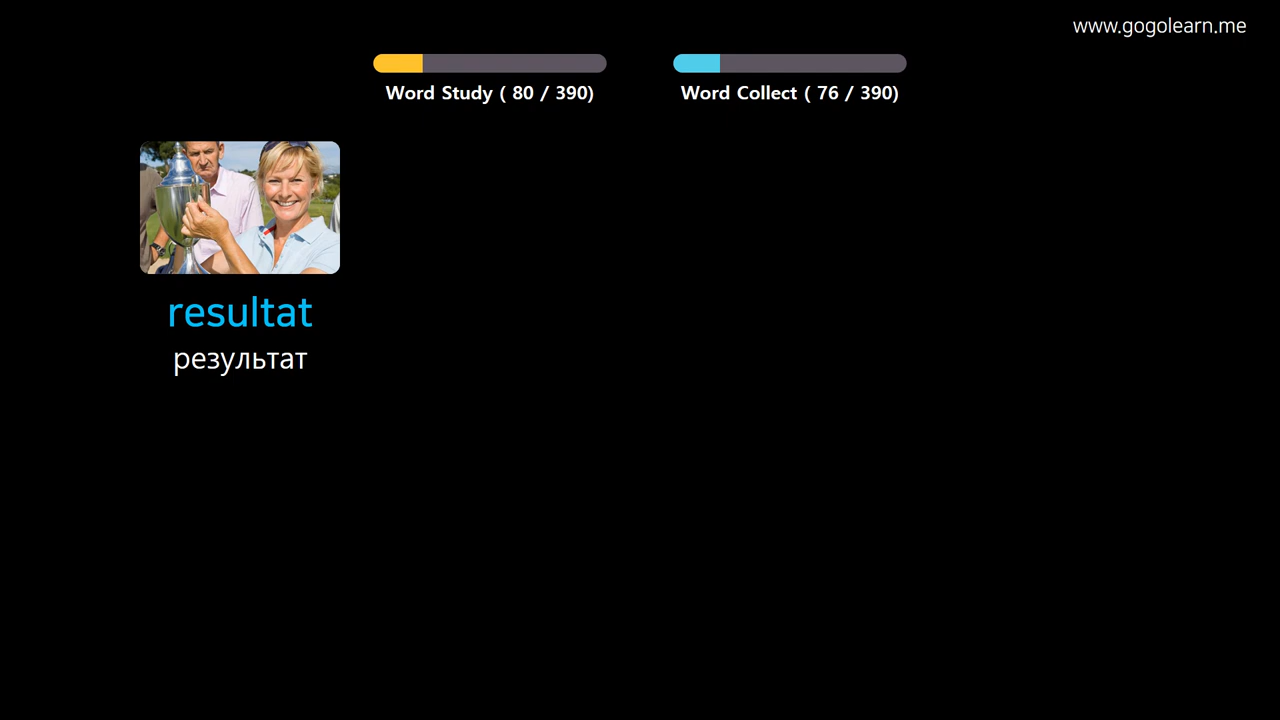 www.gogolearn.me
Word Study ( 80 / 390)
Word Collect ( 76 / 390)
resultat
результат